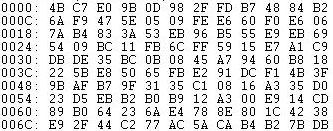 0000: 4B C7 E0 9B 0D 98 2F FD B7 48 84 B2
000C: 6A F9 47 5E 05 09 FE E6 60 FE EB 06
0018: 7A B4 83 3A 53 EB 96 B5 55 E9 E6 69
0024: 54 09 BC 11 FB 6C FF 59 15 E7 A1 C9
0030: DB DE 35 BC 0B 08 45 A7 94 60 B8 18
003C: 22 5B E8 50 65 FB BE E2 91 DC F1 4B 3F
0048: 9B AF B7 9F 31 35 C1 08 16 A3 35 D0
0054: 23 D5 EB B2 B0 B9 12 A3 00 E9 14 CD
0060: 89 B0 64 23 6A E4 78 8E 80 1C 42 33
006C: E9 2F 44 C2 77 AC 5A CA B4 B2 7B DB